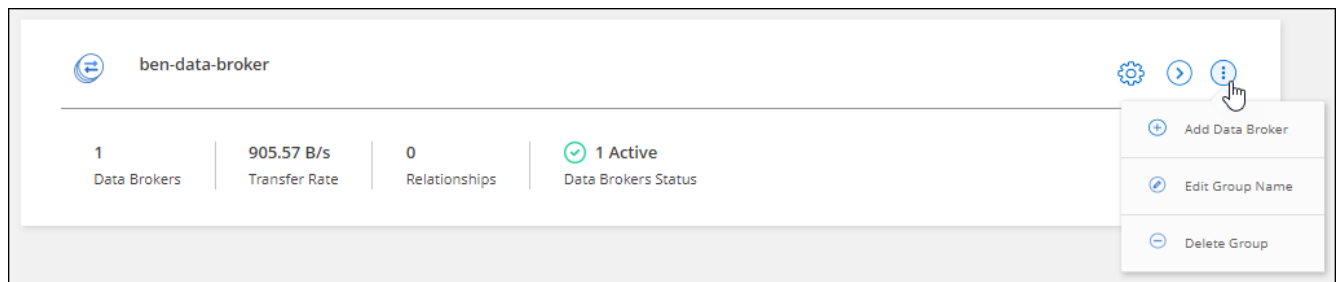 ben-data-broker
1 905.57 B/s 0 1 Active
Data Brokers Transfer Rate Relationships Data Brokers Status
Add Data Broker
Edit Group Name
Delete Group